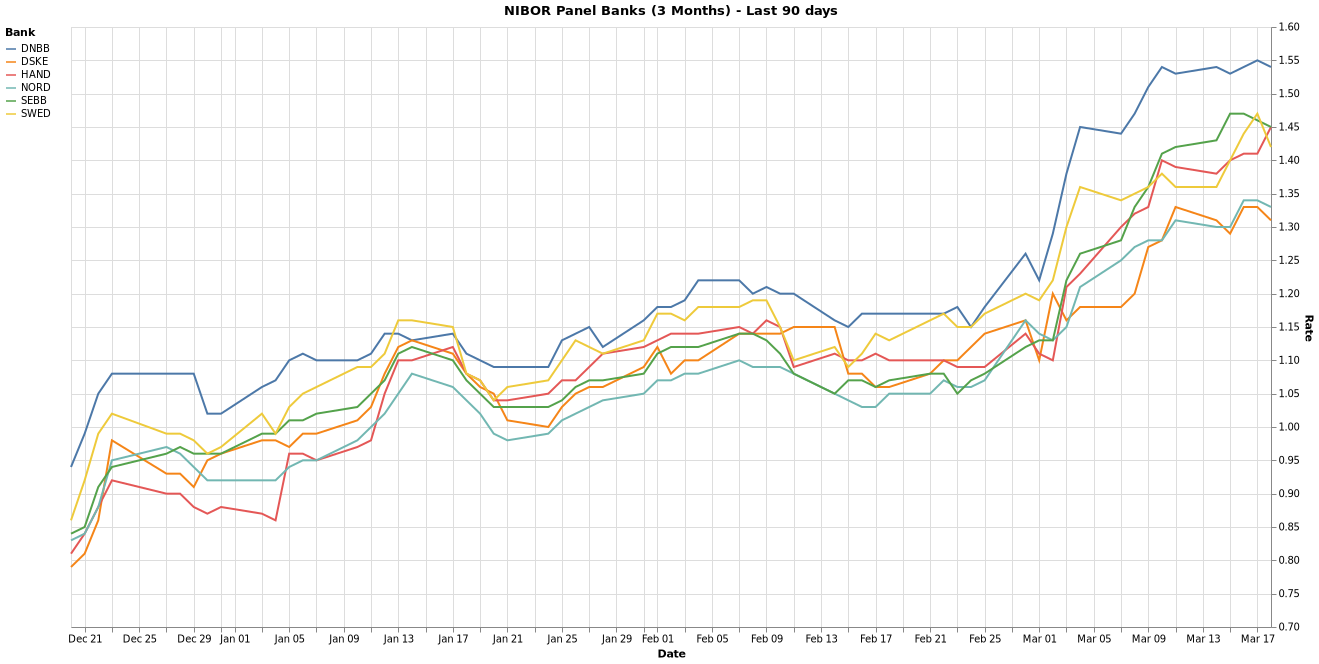 NIBOR Panel Banks (3 Months) - Last 90 days
Bank
DNBB
DSKE
HAND
NORD
SEBB
SWED
1.60
1.55
1.50
1.45
1.40
1.35
1.30
1.25
1.20
1.15
1.10
1.05
1.00
0.95
0.90
0.85
0.80
0.75
0.70
Rate
Dec 21 Dec 25 Dec 29 Jan 01 Jan 05 Jan 09 Jan 13 Jan 17 Jan 21 Jan 25 Jan 29 Feb 01 Feb 05 Feb 09 Feb 13 Feb 17 Feb 21 Feb 25 Mar 01 Mar 05 Mar 09 Mar 13 Mar 17
Date